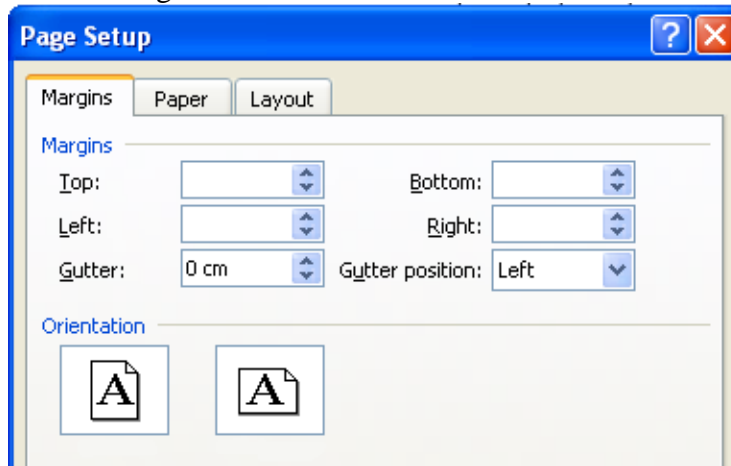 Page Setup
Margins Paper Layout
Margins
Top: Bottom:
Left: Right:
Gutter: 0 cm Gutter position: Left
Orientation
A A